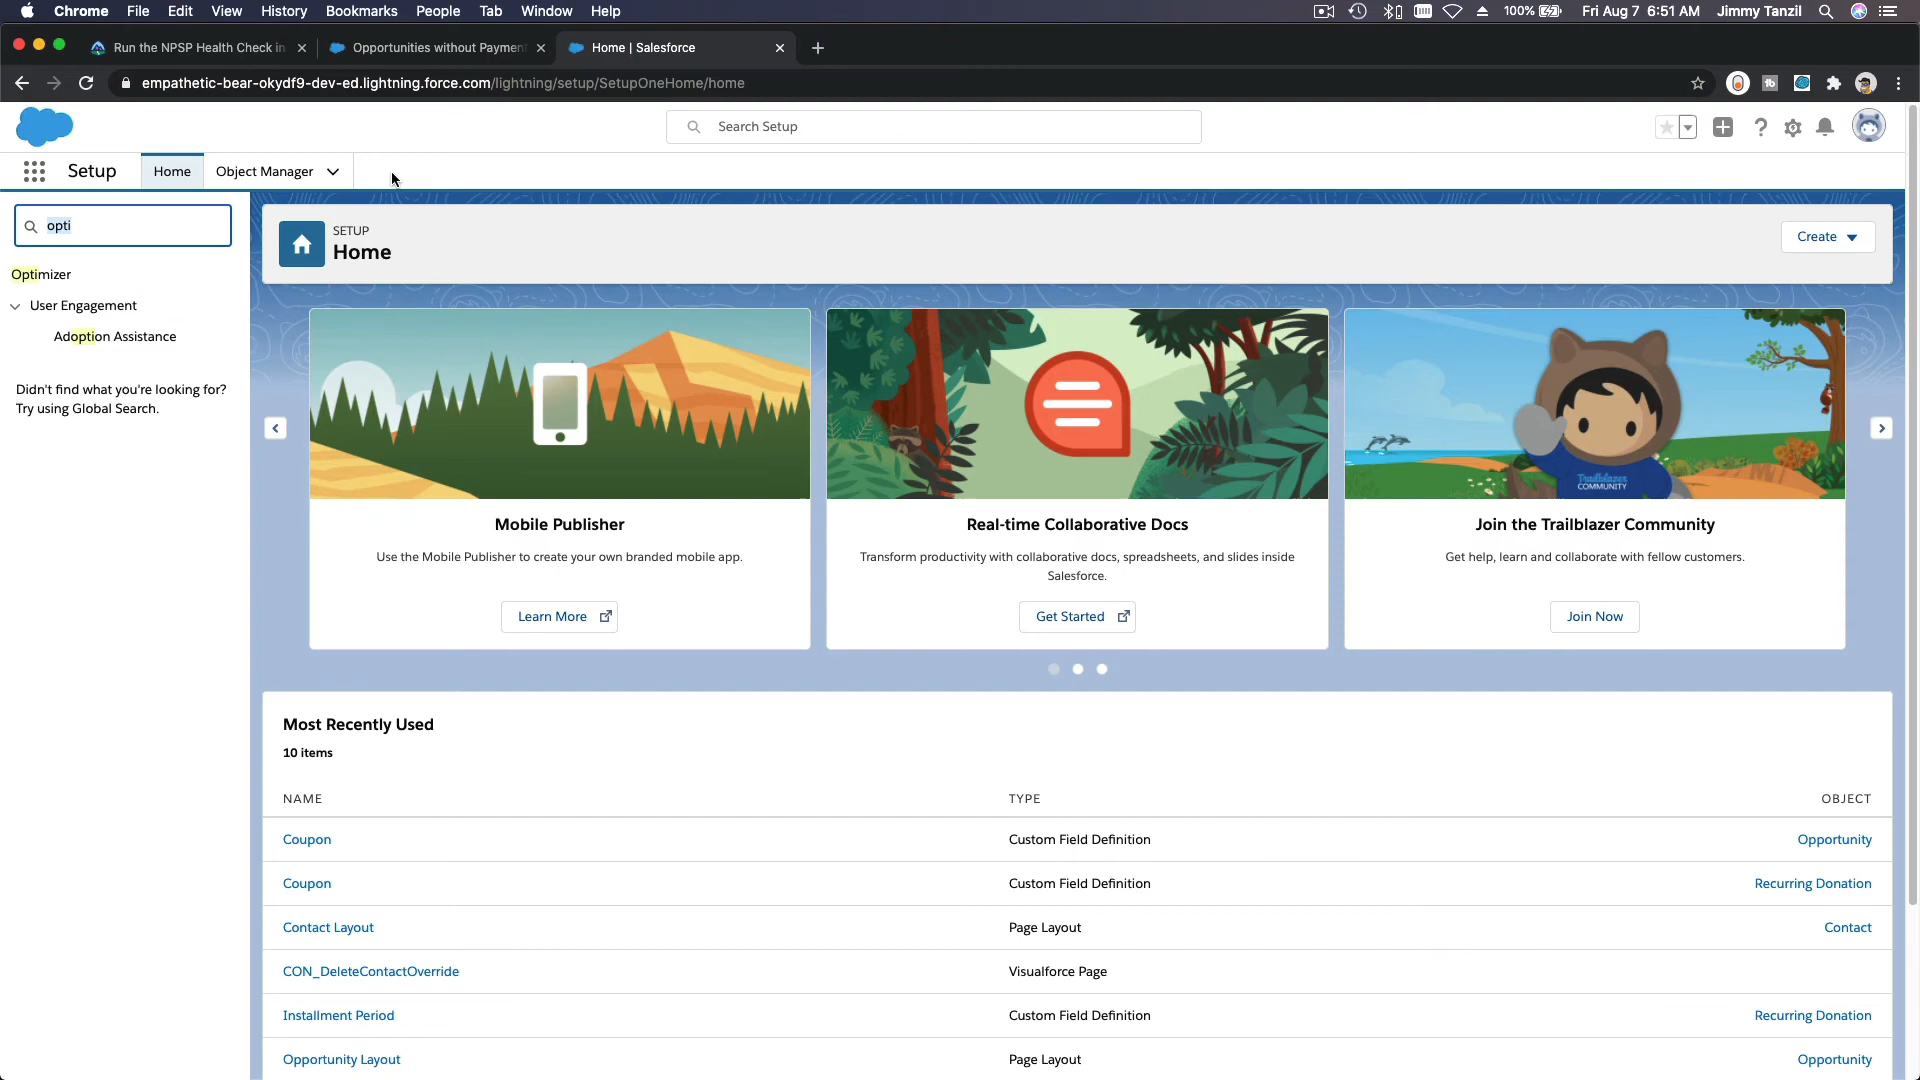 Chrome File Edit View History Bookmarks People Tab Window Help 100% Fri Aug 7 6:51 AM Jimmy Tanzil
Run the NPSP Health Check in
Opportunities without Paymen
Home | Salesforce
empathetic-bear-okydf9-dev-ed.lightning.force.com/lightning/setup/SetupOneHome/home
Search Setup
Setup Home Object Manager
opti
Optimizer
User Engagement
Adoption Assistance
Didn't find what you're looking for?
Try using Global Search.
SETUP
Home
Create
TRAILBLAZER
COMMUNITY
Mobile Publisher
Use the Mobile Publisher to create your own branded mobile app.
Learn More
Real-time Collaborative Docs
Transform productivity with collaborative docs, spreadsheets, and slides inside
Salesforce.
Get Started
Join the Trailblazer Community
Get help, learn and collaborate with fellow customers.
Join Now
Most Recently Used
10 items
NAME TYPE OBJECT
Coupon Custom Field Definition Opportunity
Coupon Custom Field Definition Recurring Donation
Contact Layout Page Layout Contact
CON_DeleteContactOverride Visualforce Page
Installment Period Custom Field Definition Recurring Donation
Opportunity Layout Page Layout Opportunity